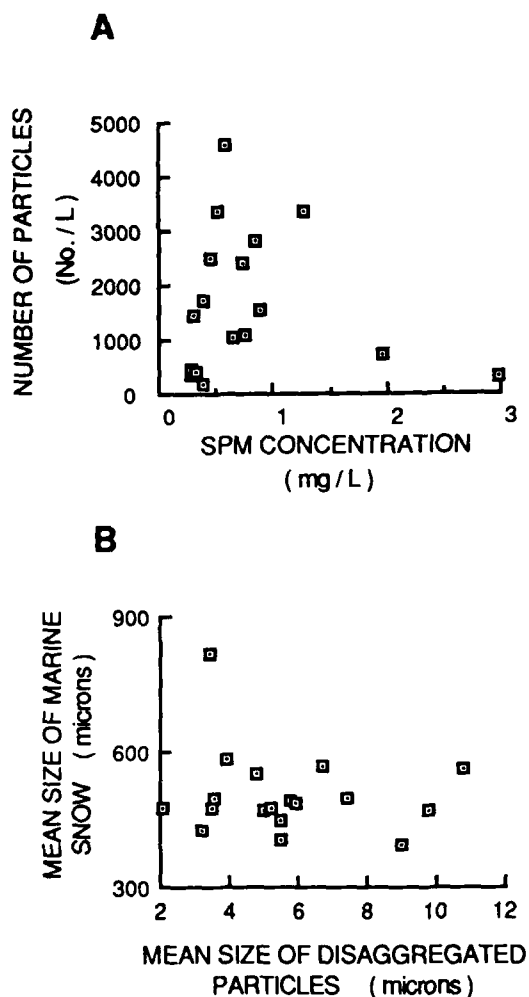 A
NUMBER OF PARTICLES
(No. / L)
5000
4000
3000
2000
1000
0
0 1 2 3
SPM CONCENTRATION
( mg / L )
B
MEAN SIZE OF MARINE
SNOW (microns)
900
600
300
2 4 6 8 10 12
MEAN SIZE OF DISAGGREGATED
PARTICLES (microns)